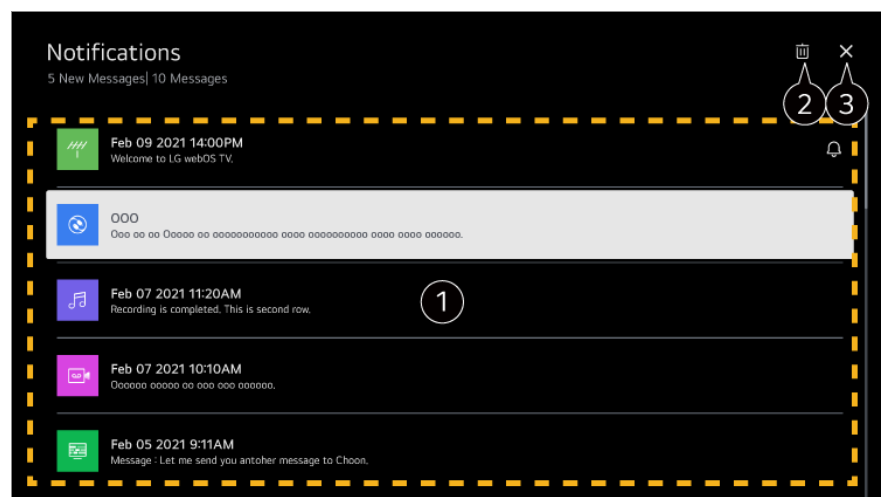 Notifications
5 New Messages| 10 Messages
2
3
Feb 09 2021 14:00PM
Welcome to LG webOS TV.
OOO
Ooo oo oo Ooooo oo ooooooooooo oooo oooooooooo oooo oooo oooooo.
1
Feb 07 2021 11:20AM
Recording is completed. This is second row.
Feb 07 2021 10:10AM
Oooooo ooooo oo ooo ooo oooooo.
Feb 05 2021 9:11AM
Message : Let me send you antoher message to Choon.